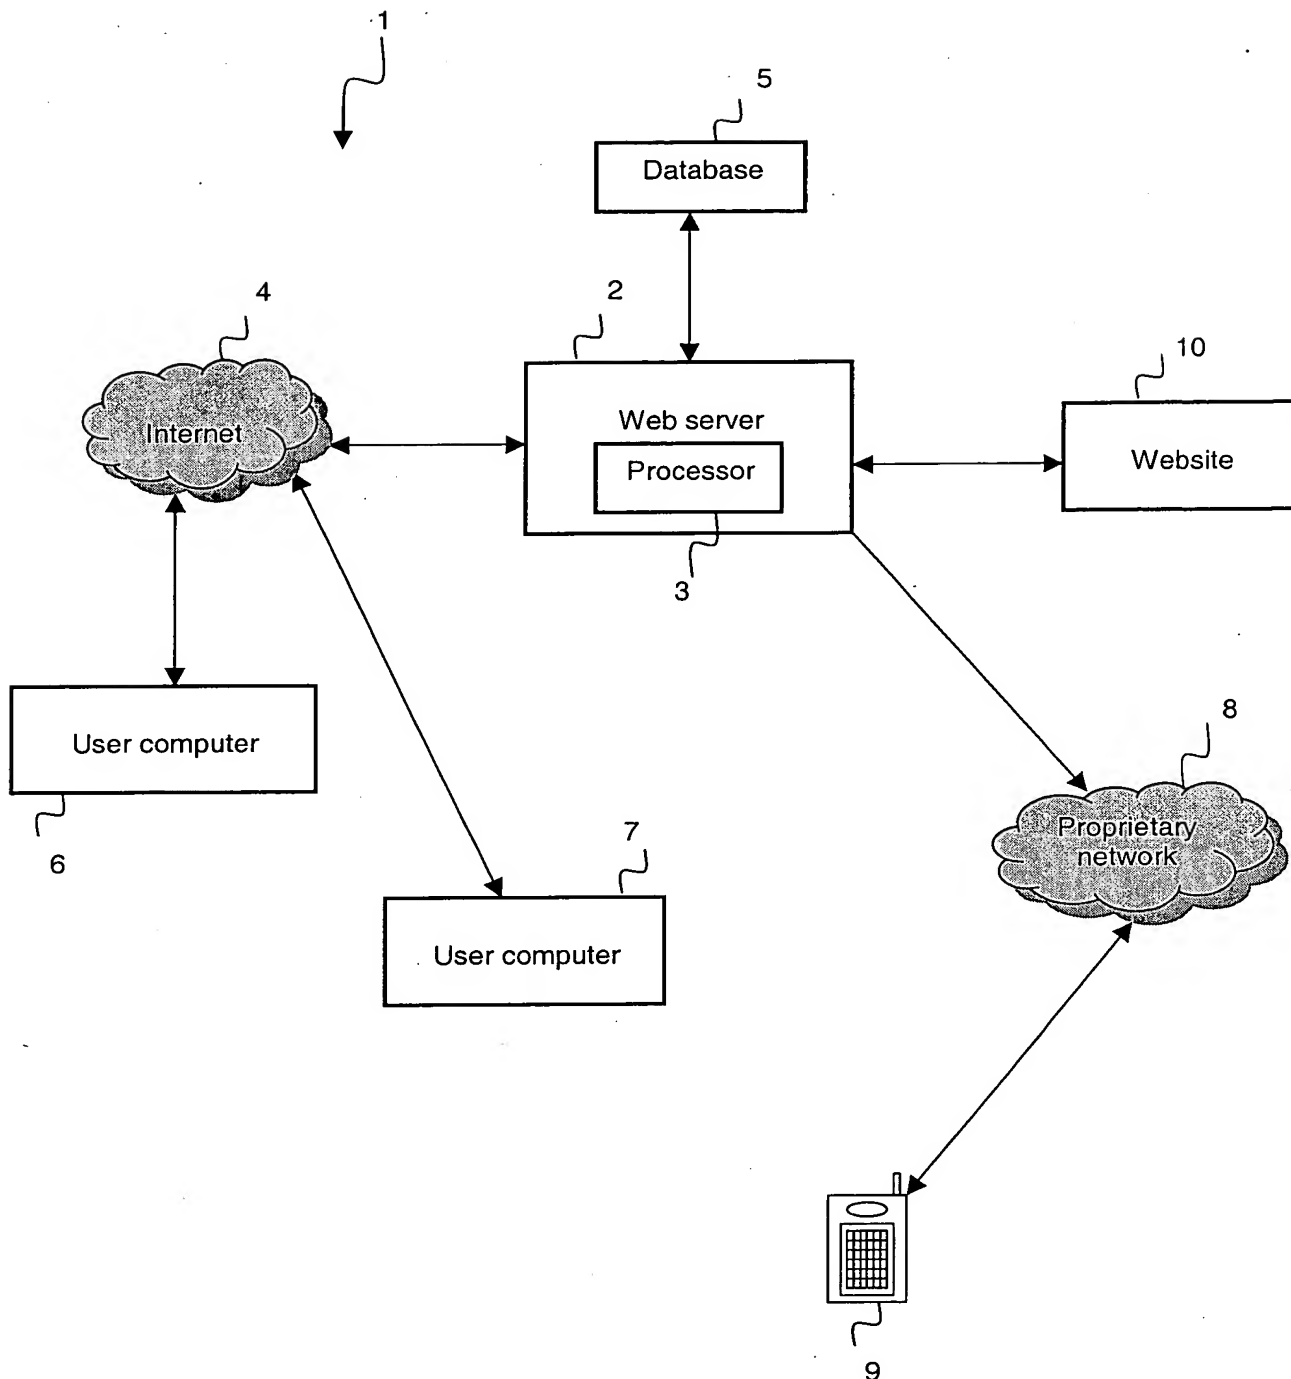 1
5
Database
4
2
10
Internet
Web server
Processor
Website
3
User computer
8
6
7
Proprietary
network
User computer
9